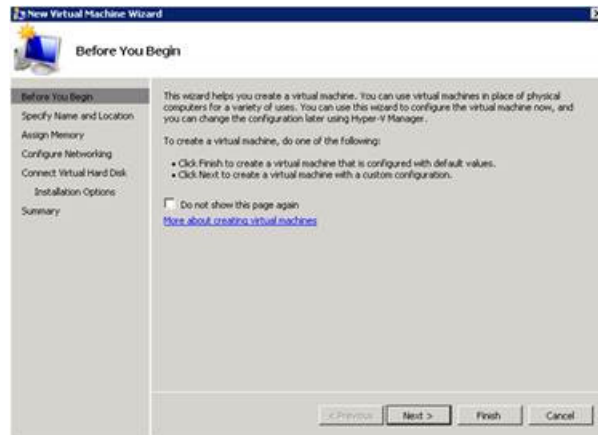 New Virtual Machine Wizard
Before You Begin
Before You Begin
Specify Name and Location
Assign Memory
Configure Networking
Connect Virtual Hard Disk
Installation Options
Summary
This wizard helps you create a virtual machine. You can use virtual machines in place of physical
computers for a variety of uses. You can use this wizard to configure the virtual machine now, and
you can change the configuration later using Hyper-V Manager.
To create a virtual machine, do one of the following:
• Click Finish to create a virtual machine that is configured with default values.
• Click Next to create a virtual machine with a custom configuration.
Do not show this page again
More about creating virtual machines
< Previous
Next >
Finish
Cancel